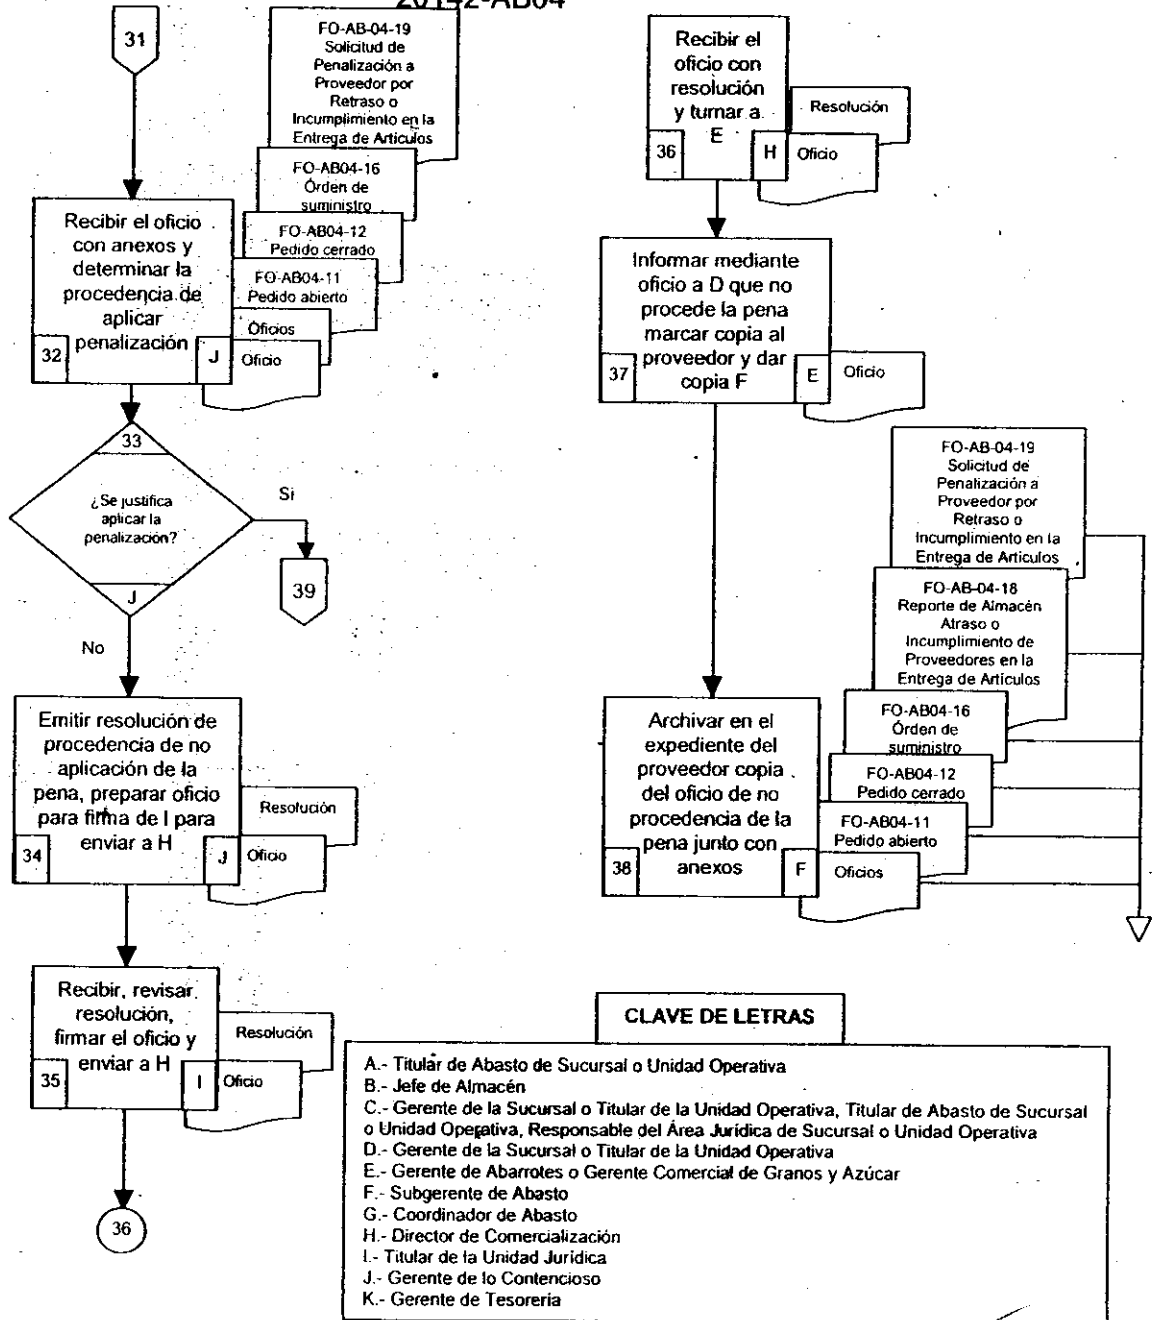 20142-AB04
31
FO-AB-04-19
Solicitud de
Penalización a
Proveedor por
Retraso o
Incumplimiento en la
Entrega de Artículos
FO-AB04-16
Órden de
suministro
FO-AB04-12
Pedido cerrado
FO-AB04-11
Pedido abierto
Oficios
Oficio
Recibir el oficio
con anexos y
determinar la
procedencia de
aplicar
penalización
32
J
33
¿Se justifica
aplicar la
penalización?
J
Si
39
No
Emitir resolución de
procedencia de no
aplicación de la
pena, preparar oficio
para firma de I para
enviar a H
34
J
Resolución
Oficio
Recibir, revisar
resolución,
firmar el oficio y
enviar a H
35
I
Resolución
Oficio
36
Recibir el
oficio con
resolución
y turnar a
E
36
H
Resolución
Oficio
Informar mediante
oficio a D que no
procede la pena
marcar copia al
proveedor y dar
copia F
37
E
Oficio
FO-AB-04-19
Solicitud de
Penalización a
Proveedor por
Retraso o
Incumplimiento en la
Entrega de Artículos
FO-AB-04-18
Reporte de Almacén
Atraso o
Incumplimiento de
Proveedores en la
Entrega de Artículos
FO-AB04-16
Órden de
suministro
FO-AB04-12
Pedido cerrado
FO-AB04-11
Pedido abierto
Oficios
Archivar en el
expediente del
proveedor copia
del oficio de no
procedencia de la
pena junto con
anexos
38
F
CLAVE DE LETRAS
A.- Titular de Abasto de Sucursal o Unidad Operativa
B.- Jefe de Almacén
C.- Gerente de la Sucursal o Titular de la Unidad Operativa, Titular de Abasto de Sucursal
o Unidad Operativa, Responsable del Área Jurídica de Sucursal o Unidad Operativa
D.- Gerente de la Sucursal o Titular de la Unidad Operativa
E.- Gerente de Abarrotes o Gerente Comercial de Granos y Azúcar
F.- Subgerente de Abasto
G.- Coordinador de Abasto
H.- Director de Comercialización
I.- Titular de la Unidad Jurídica
J.- Gerente de lo Contencioso
K.- Gerente de Tesorería